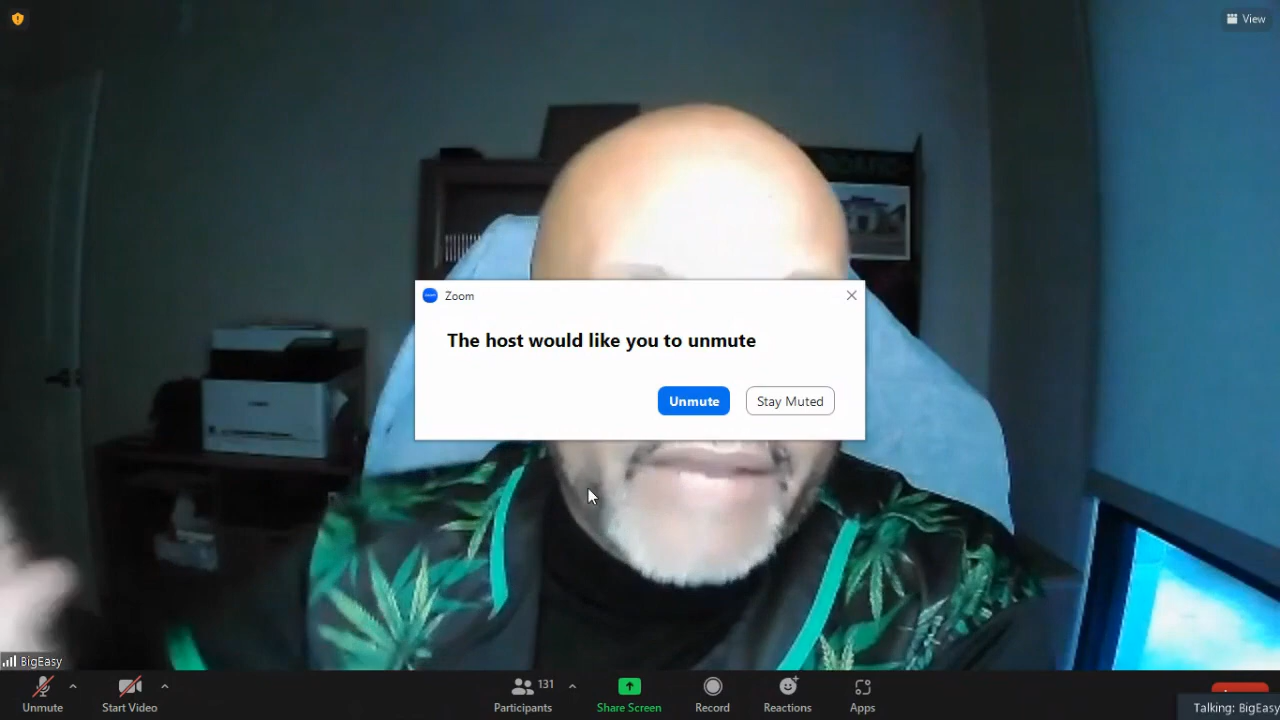 View
Zoom
The host would like you to unmute
Unmute
Stay Muted
BigEasy
Unmute
Start Video
131
Participants
Share Screen
Record
Reactions
Apps
Talking: BigEasy